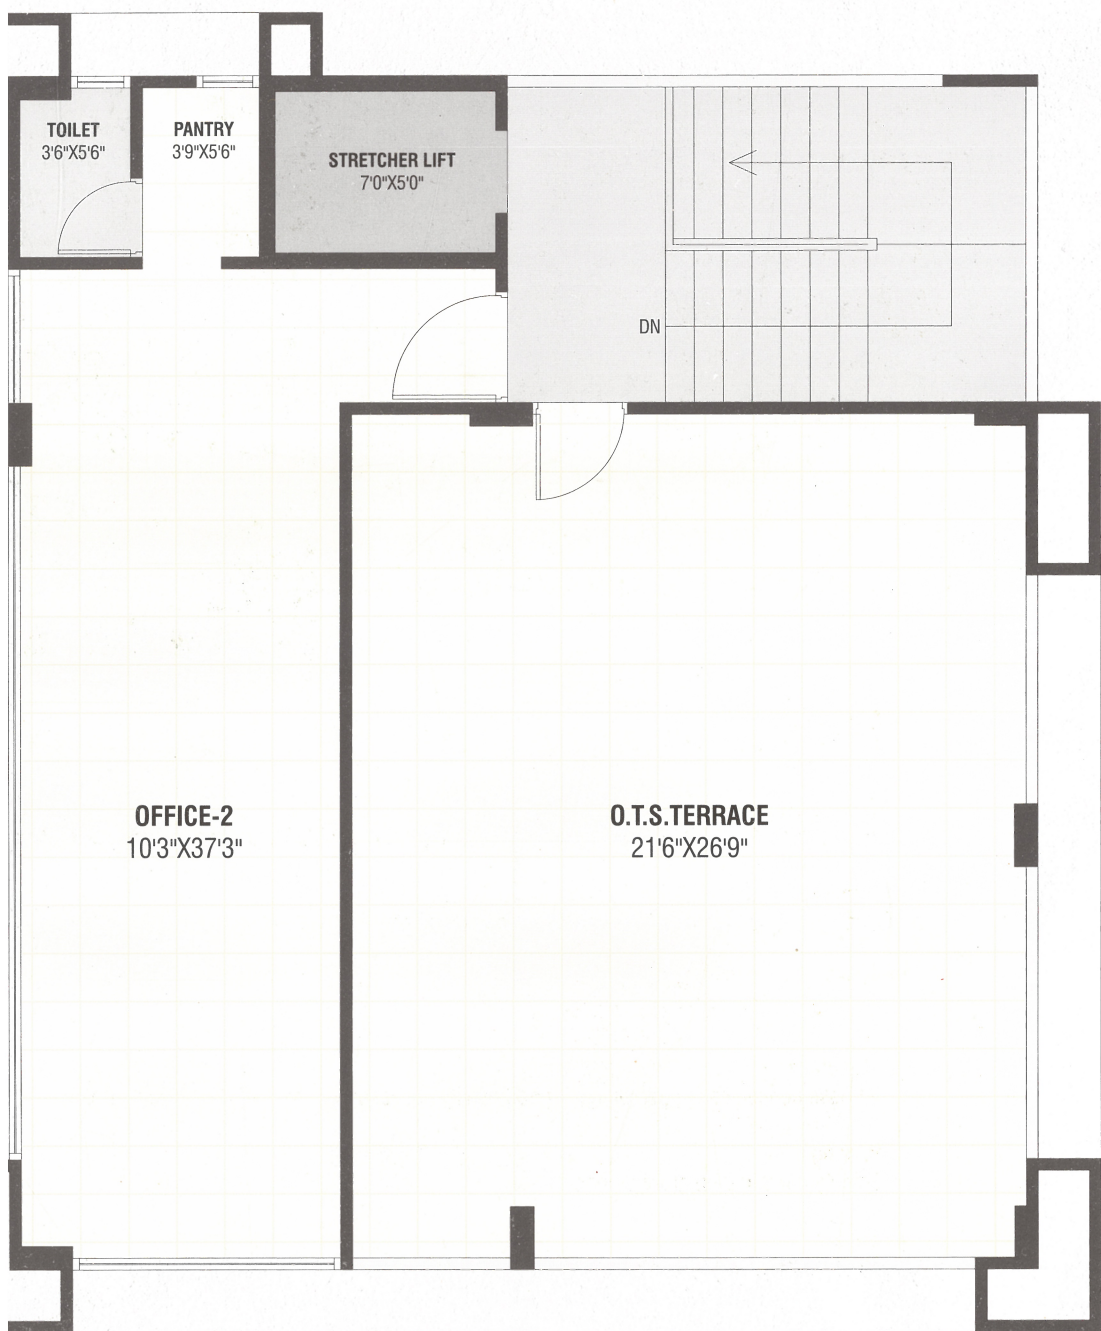 TOILET
3'6"X5'6"
PANTRY
3'9"X5'6"
STRETCHER LIFT
7'0"X5'0"
DN
OFFICE-2
10'3"X37'3"
O.T.S.TERRACE
21'6"X26'9"